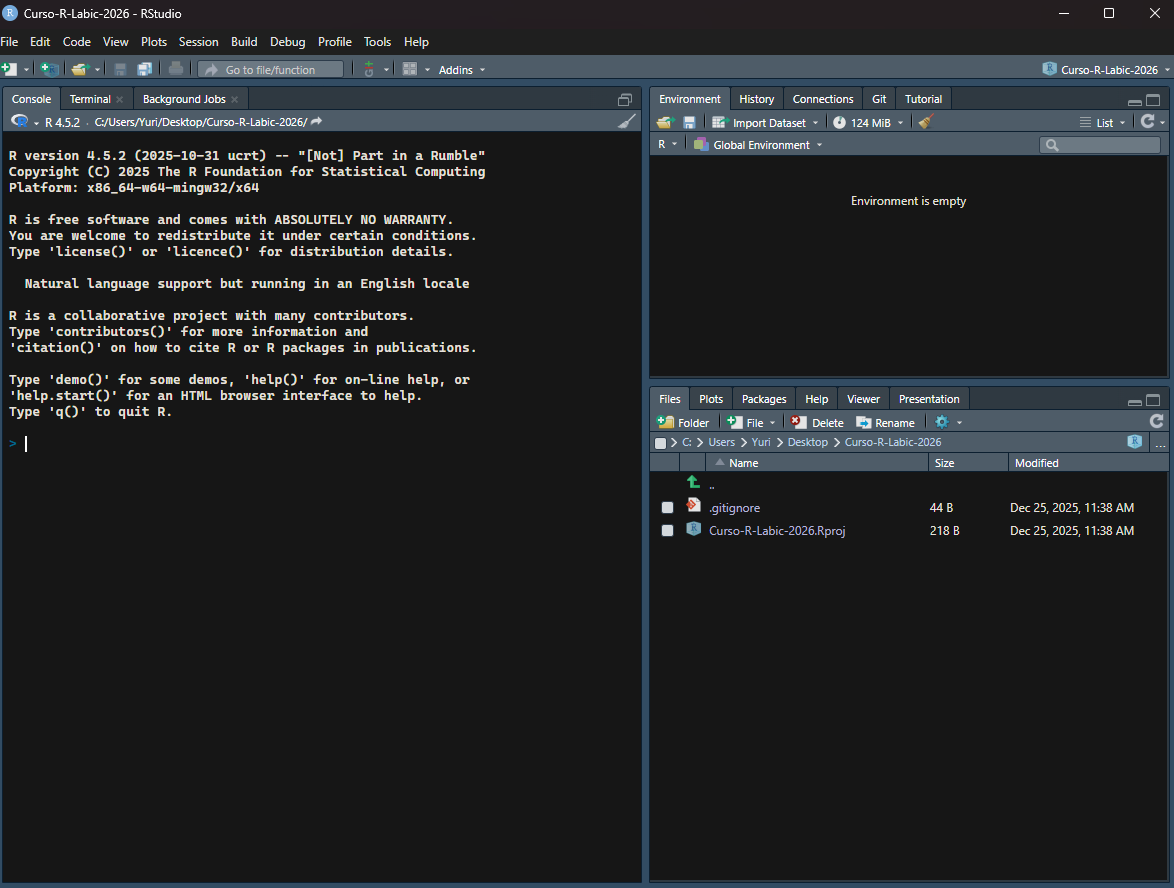 Curso-R-Labic-2026 - RStudio
File Edit Code View Plots Session Build Debug Profile Tools Help
Go to file/function Addins Curso-R-Labic-2026
Console Terminal Background Jobs
R 4.5.2 · C:/Users/Yuri/Desktop/Curso-R-Labic-2026/
R version 4.5.2 (2025-10-31 ucrt) -- "[Not] Part in a Rumble"
Copyright (C) 2025 The R Foundation for Statistical Computing
Platform: x86_64-w64-mingw32/x64
R is free software and comes with ABSOLUTELY NO WARRANTY.
You are welcome to redistribute it under certain conditions.
Type 'license()' or 'licence()' for distribution details.
Natural language support but running in an English locale
R is a collaborative project with many contributors.
Type 'contributors()' for more information and
'citation()' on how to cite R or R packages in publications.
Type 'demo()' for some demos, 'help()' for on-line help, or
'help.start()' for an HTML browser interface to help.
Type 'q()' to quit R.
>
Environment History Connections Git Tutorial
Import Dataset 124 MiB List
R Global Environment
Environment is empty
Files Plots Packages Help Viewer Presentation
Folder File Delete Rename
C: > Users > Yuri > Desktop > Curso-R-Labic-2026 ...
Name Size Modified
..
.gitignore 44 B Dec 25, 2025, 11:38 AM
Curso-R-Labic-2026.Rproj 218 B Dec 25, 2025, 11:38 AM